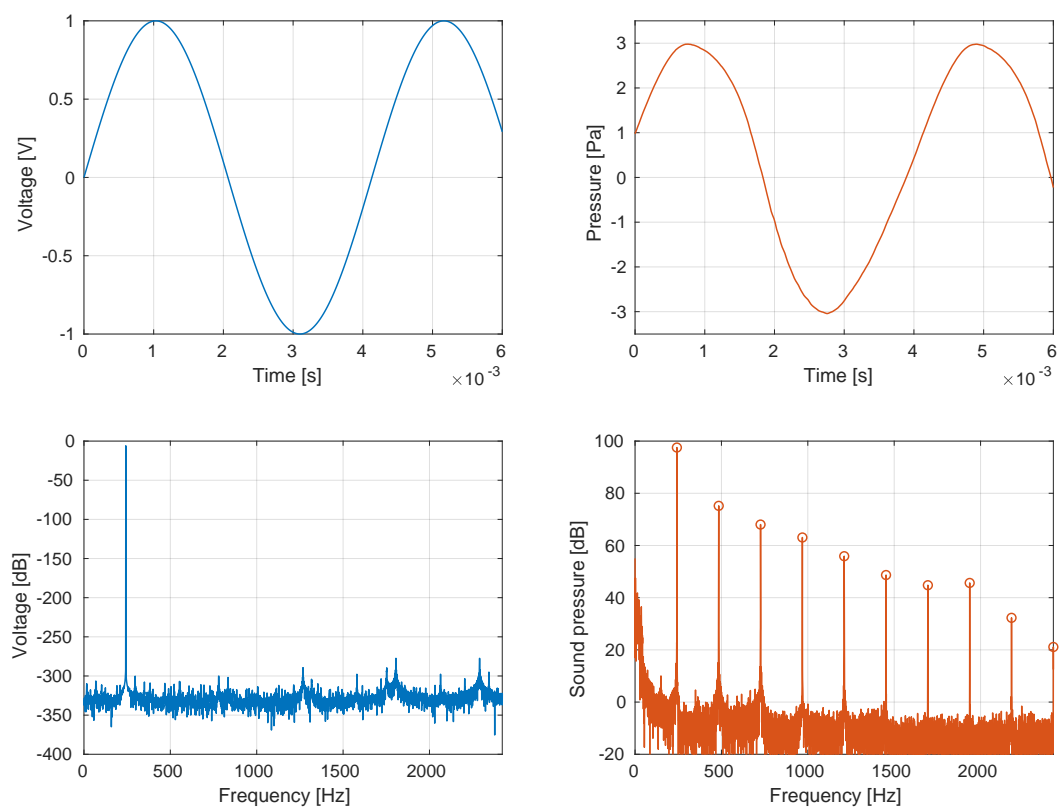 1
0.5
0
-0.5
-1
Voltage [V]
0 1 2 3 4 5 6
Time [s]
×10⁻³
3
2
1
0
-1
-2
-3
Pressure [Pa]
0 1 2 3 4 5 6
Time [s]
×10⁻³
0
-50
-100
-150
-200
-250
-300
-350
-400
Voltage [dB]
0 500 1000 1500 2000
Frequency [Hz]
100
80
60
40
20
0
-20
Sound pressure [dB]
0 500 1000 1500 2000
Frequency [Hz]